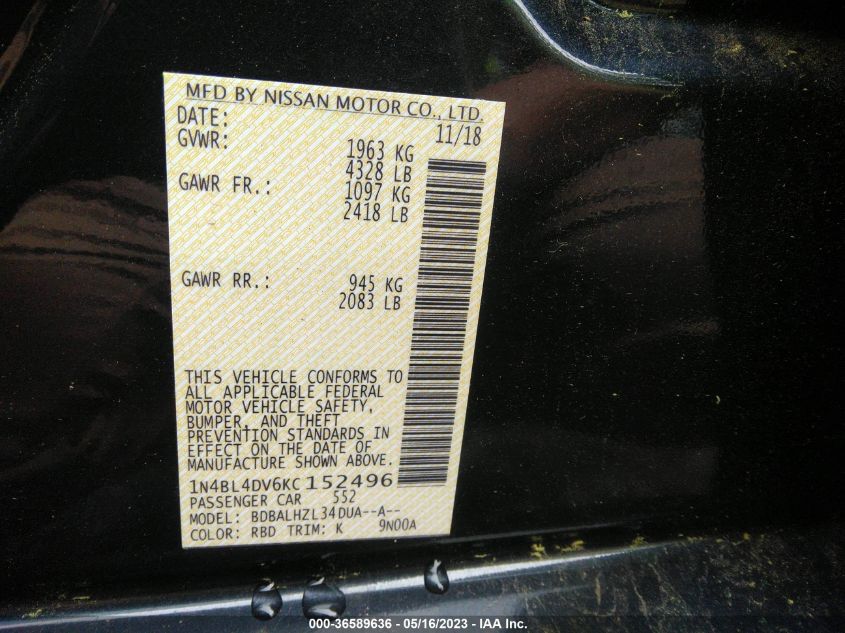 MFD BY NISSAN MOTOR CO., LTD.
DATE: 11/18
GVWR: 1963 KG
4328 LB
GAWR FR.: 1097 KG
2418 LB
GAWR RR.: 945 KG
2083 LB
THIS VEHICLE CONFORMS TO
ALL APPLICABLE FEDERAL
MOTOR VEHICLE SAFETY,
BUMPER, AND THEFT
PREVENTION STANDARDS IN
EFFECT ON THE DATE OF
MANUFACTURE SHOWN ABOVE.
1N4BL4DV6KC152496
PASSENGER CAR 552
MODEL: BDBALHZL34DUA--A--
COLOR: RBD TRIM: K 9N00A
000-36589636 - 05/16/2023 - IAA Inc.